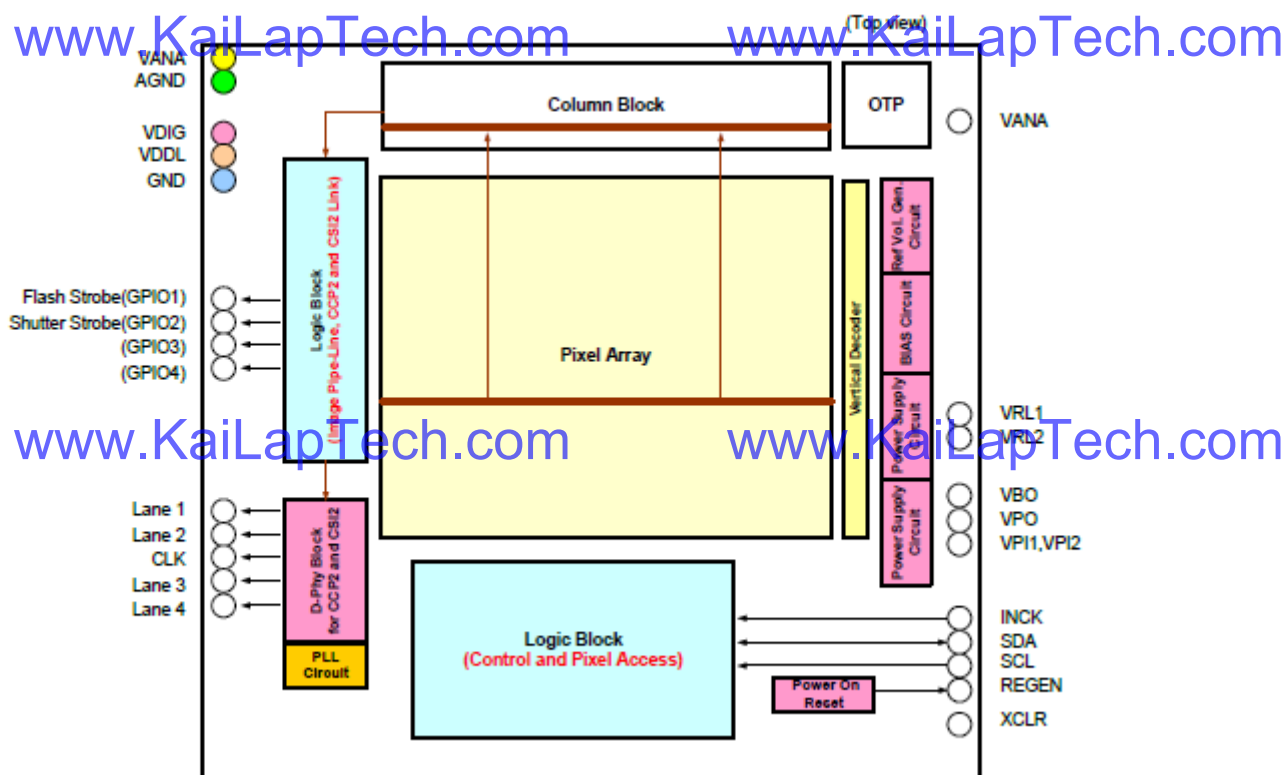 (Top view)
www.KaiLapTech.com
www.KaiLapTech.com
VANA
AGND
VDIG
VDDL
GND
Flash Strobe(GPIO1)
Shutter Strobe(GPIO2)
(GPIO3)
(GPIO4)
Lane 1
Lane 2
CLK
Lane 3
Lane 4
Logic Block
(Image Pipe-Line, CCP2 and CSI2 Link)
D-Phy Block
for CCP2 and CSI2
PLL
Circuit
Column Block
OTP
Pixel Array
Vertical Decoder
Ref Vol. Gen.
Circuit
BIAS Circuit
Power Supply
Circuit
Power Supply
Circuit
www.KaiLapTech.com
www.KaiLapTech.com
Logic Block
(Control and Pixel Access)
Power On
Reset
VANA
VRL1
VRL2
VBO
VPO
VPI1,VPI2
INCK
SDA
SCL
REGEN
XCLR